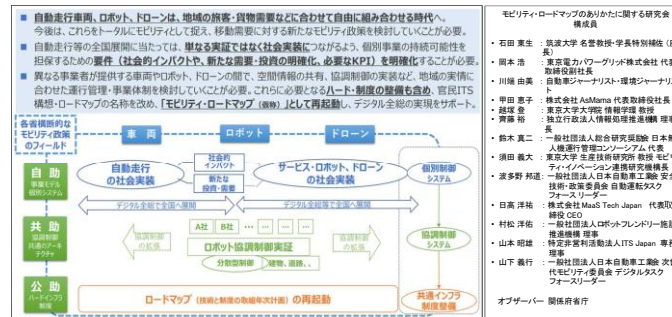 ■ 自動走行車両、ロボット、ドローンは、地域の旅客・貨物需要などに合わせて自由に組み合わせる時代へ。
今後は、これらをトータルにモビリティとして捉え、移動需要に対する新たなモビリティ政策を検討していくことが必要。
■ 自動走行等の全国展開に当たっては、単なる実証ではなく社会実装につながるよう、個別事業の持続可能性を
担保するための要件（社会的インパクトや、新たな需要・投資の明確化、必要なKPI）を明確化することが必要。
■ 異なる事業者が提供する車両やロボット、ドローンの間で、空間情報の共有、協調制御の実装など、地域の実情に
合わせた運行管理・事業体制を検討していくことが必要。これらに必要となるハード・制度の整備も含め、官民ITS
構想・ロードマップの名称を改め、「モビリティ・ロードマップ（仮称）」として再起動し、デジタル全総の実現をサポート。
各省横断的な
モビリティ政策
のフィールド
車 両
ロボット
ドローン
自 助
事業モデル
個別システム
自動走行
の社会実装
社会的
インパクト
新たな
投資・需要
サービス・ロボット、ドローン
の社会実装
個別制御
システム
デジタル全総で全国へ展開
デジタル全総等で全国へ展開
共 助
協調制御
共通のアーキ
テクチャ
A社 B社 … … … …
協調制御
の拡張
ロボット協調制御実証
協調制御
の拡張
分散型制御
建物、道路、、
協調制御
システム
公 助
ハードインフラ
制度
ロードマップ（技術と制度の取組年次計画）の再起動
共通インフラ
制度整備
モビリティ・ロードマップのありかたに関する研究会
構成員
• 石田 東生 ：筑波大学 名誉教授・学長特別補佐（座
長）
• 岡本 浩 ：東京電力パワーグリッド株式会社 代表
取締役副社長
• 川端 由美 ：自動車ジャーナリスト・環境ジャーナリス
ト
• 甲田 恵子 ：株式会社 AsMama 代表取締役社長
• 越塚 登 ：東京大学大学院 情報学環 教授
• 齊藤 裕 ：独立行政法人情報処理推進機構 理事
長
• 鈴木 真二 ：一般社団法人総合研究奨励会 日本無
人機運行管理コンソーシアム 代表
• 須田 義大 ：東京大学 生産技術研究所 教授 モビリ
ティ・イノベーション連携研究機構長
• 波多野 邦道：一般社団法人日本自動車工業会 安全
技術・政策委員会 自動運転タスク
フォース リーダー
• 日高 洋祐 ：株式会社 MaaS Tech Japan 代表取
締役 CEO
• 村松 洋佑 ：一般社団法人ロボットフレンドリー施設
推進機構 理事
• 山本 昭雄 ：特定非営利活動法人 ITS Japan 専務
理事
• 山下 義行 ：一般社団法人日本自動車工業会 次世
代モビリティ委員会 デジタルタスク
フォースリーダー
オブザーバー 関係府省庁